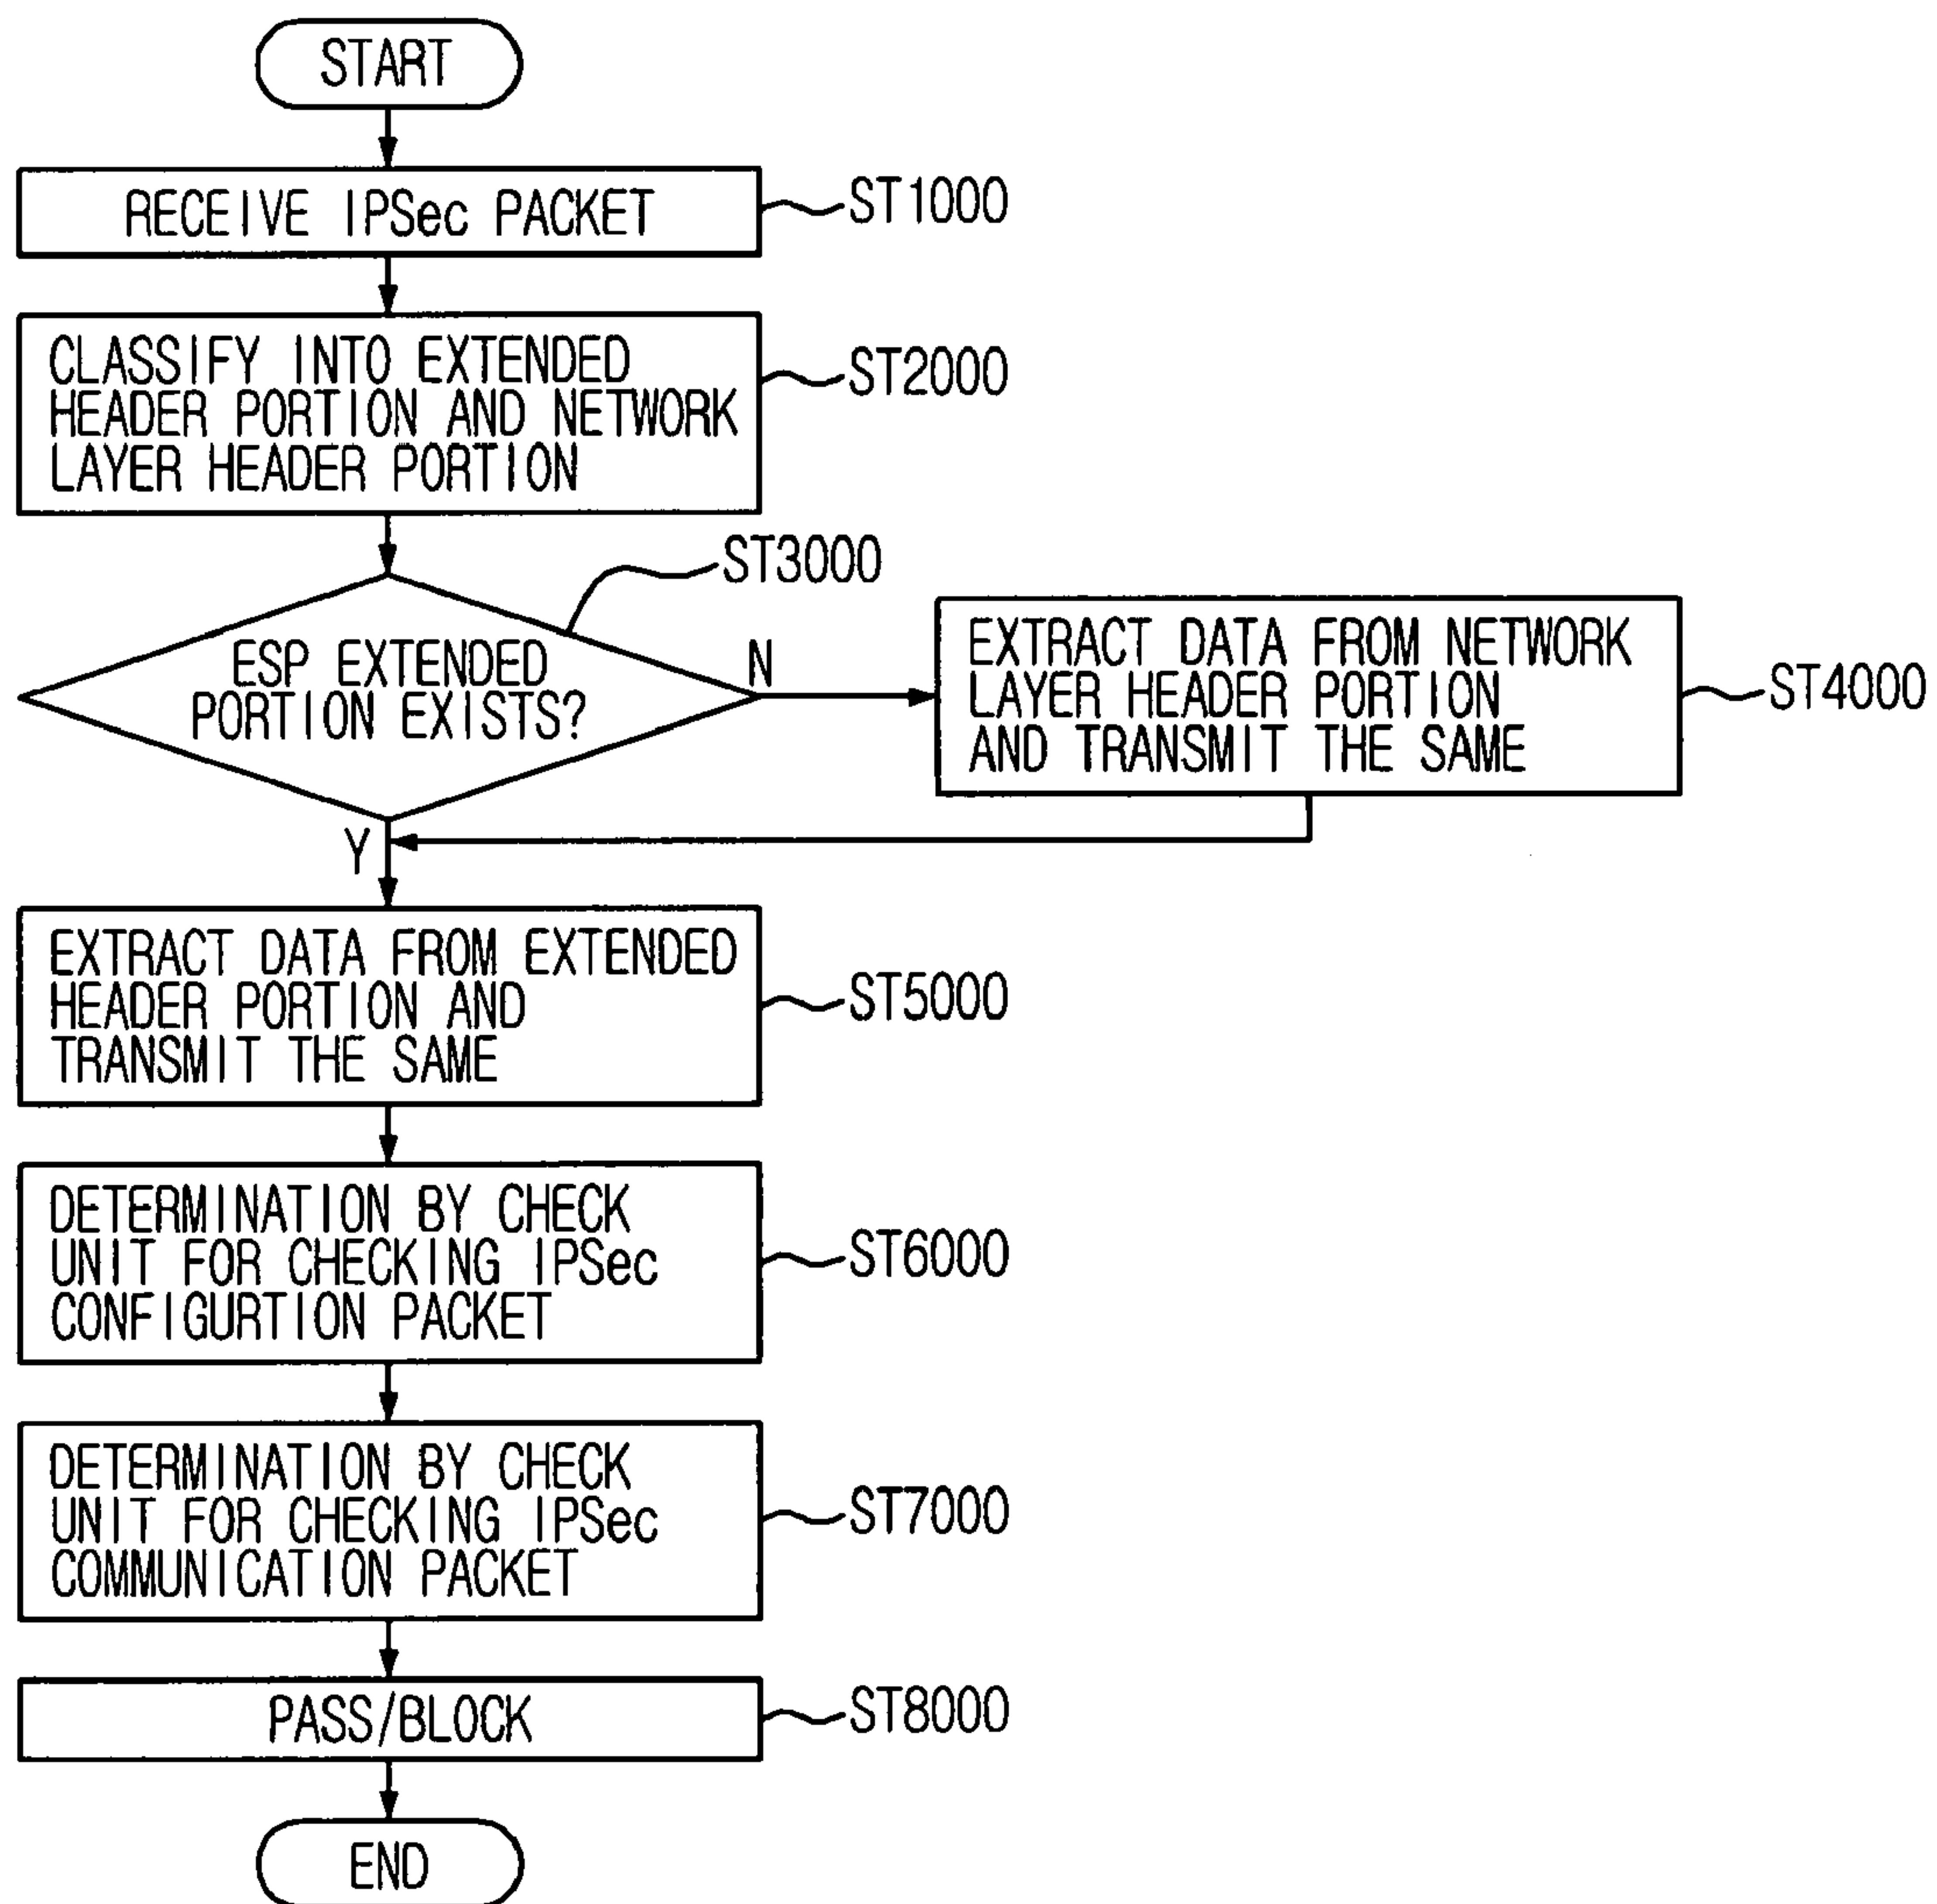 START
RECEIVE IPSec PACKET
ST1000
CLASSIFY INTO EXTENDED
HEADER PORTION AND NETWORK
LAYER HEADER PORTION
ST2000
ST3000
ESP EXTENDED
PORTION EXISTS?
N
EXTRACT DATA FROM NETWORK
LAYER HEADER PORTION
AND TRANSMIT THE SAME
ST4000
Y
EXTRACT DATA FROM EXTENDED
HEADER PORTION AND
TRANSMIT THE SAME
ST5000
DETERMINATION BY CHECK
UNIT FOR CHECKING IPSec
CONFIGURTION PACKET
ST6000
DETERMINATION BY CHECK
UNIT FOR CHECKING IPSec
COMMUNICATION PACKET
ST7000
PASS/BLOCK
ST8000
END